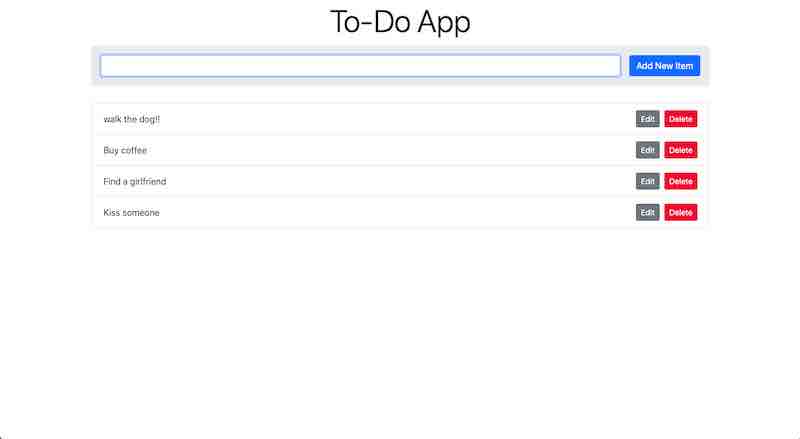 To-Do App
Add New Item
walk the dog!! Edit Delete
Buy coffee Edit Delete
Find a girlfriend Edit Delete
Kiss someone Edit Delete